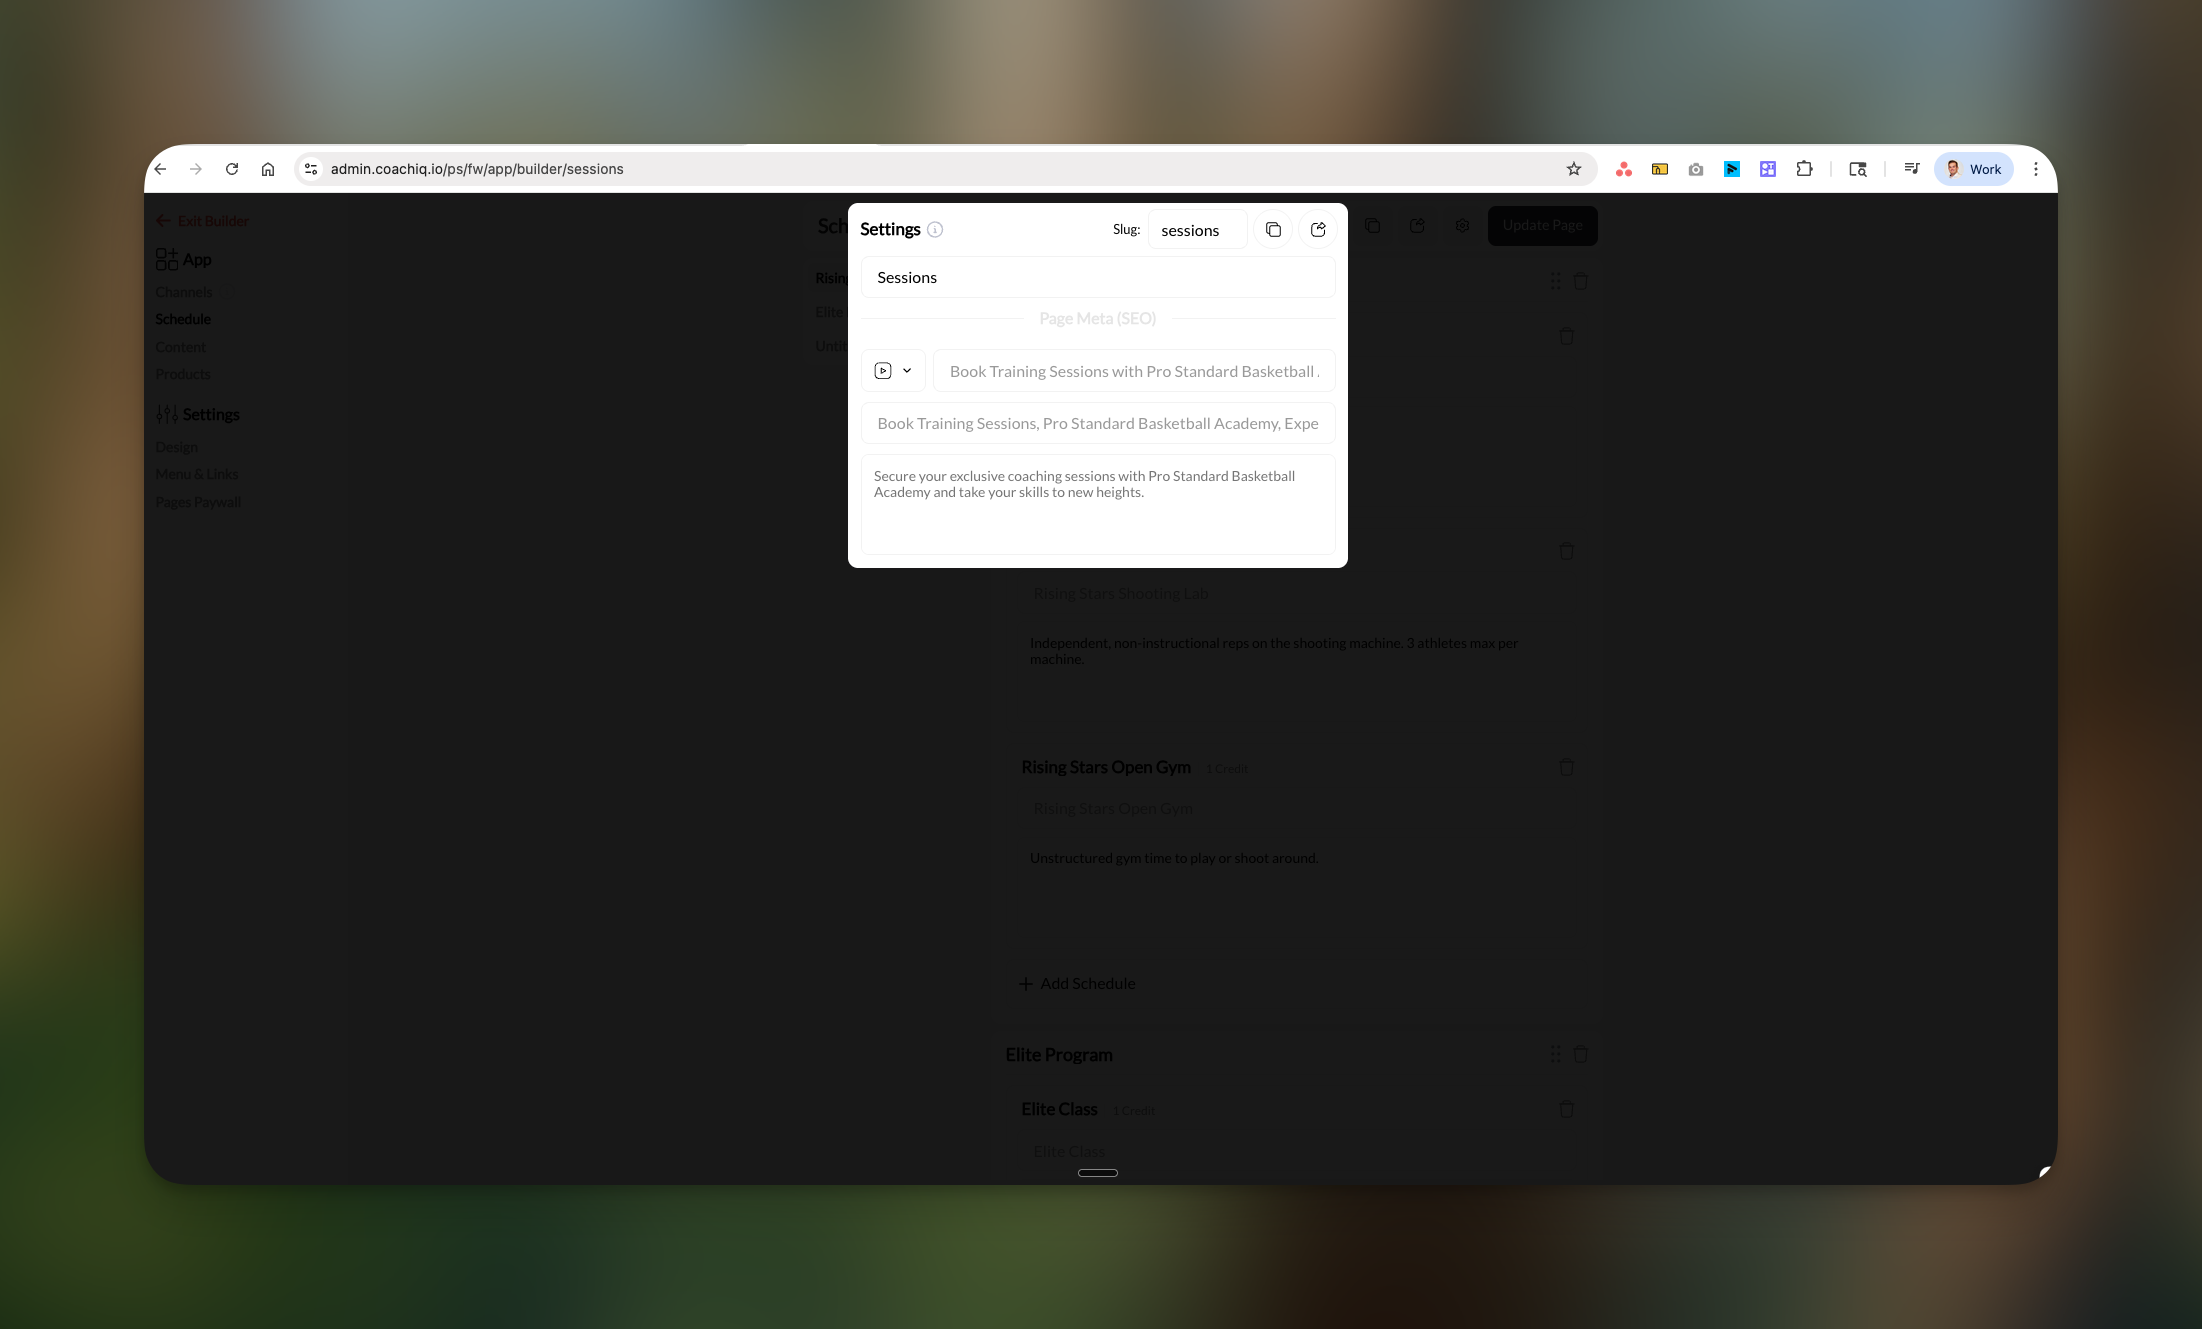 admin.coachiq.io/ps/fw/app/builder/sessions
Work
Exit Builder
App
Channels
Schedule
Content
Products
Settings
Design
Menu & Links
Pages Paywall
Sch
Update Page
Rising
Elite
Untit
Settings
Slug:
sessions
Sessions
Page Meta (SEO)
Book Training Sessions with Pro Standard Basketball
Book Training Sessions, Pro Standard Basketball Academy, Expe
Secure your exclusive coaching sessions with Pro Standard Basketball
Academy and take your skills to new heights.
Rising Stars Shooting Lab
Independent, non-instructional reps on the shooting machine. 3 athletes max per
machine.
Rising Stars Open Gym 1 Credit
Rising Stars Open Gym
Unstructured gym time to play or shoot around.
+ Add Schedule
Elite Program
Elite Class 1 Credit
Elite Class